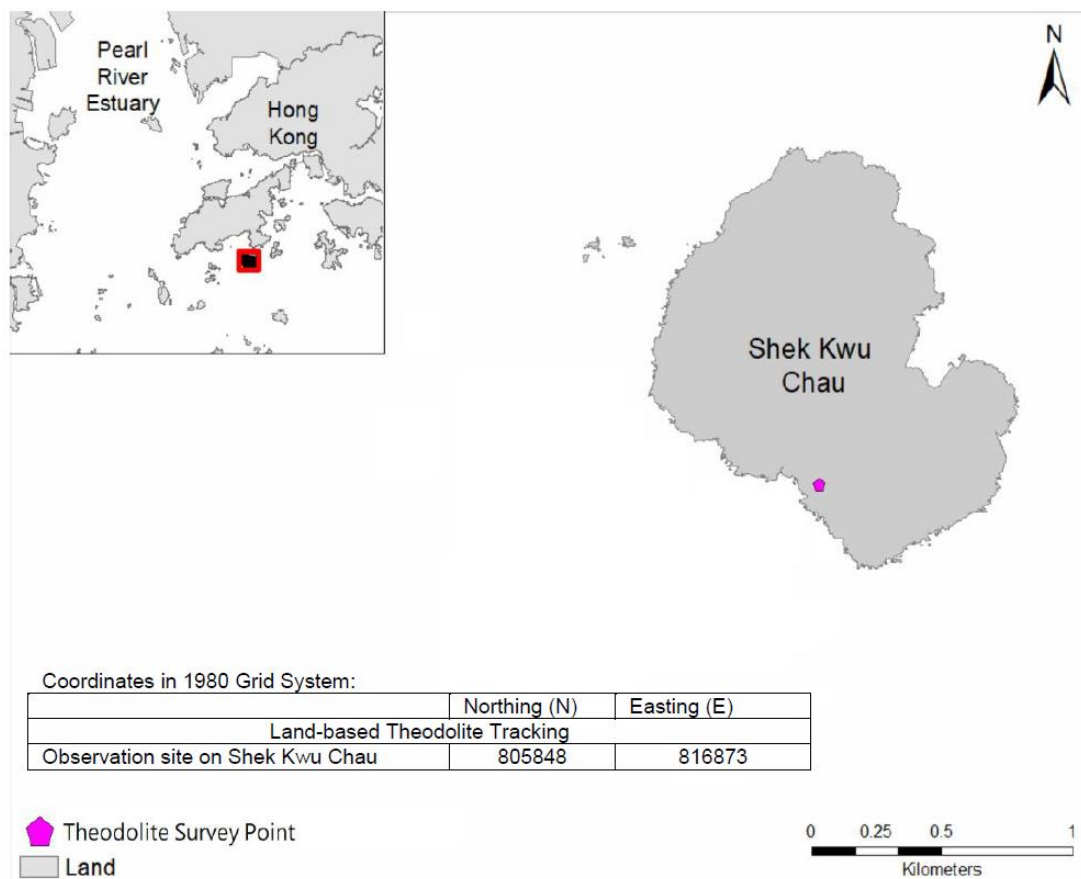 Pearl
River
Estuary
Hong
Kong
N
Shek Kwu
Chau
Coordinates in 1980 Grid System:
Northing (N) Easting (E)
Land-based Theodolite Tracking
Observation site on Shek Kwu Chau 805848 816873
Theodolite Survey Point
Land
0 0.25 0.5 1
Kilometers